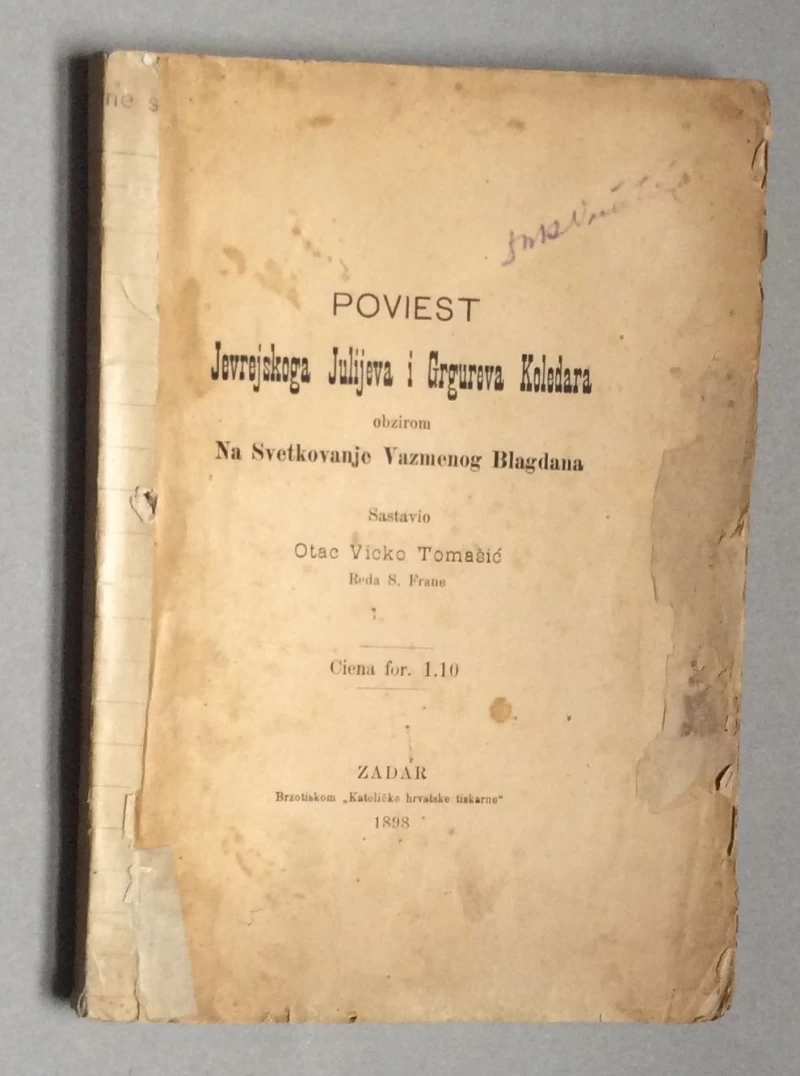 POVIEST
Jevrejskoga Julijeva i Grgureva Koledara
obzirom
Na Svetkovanje Vazmenog Blagdana
Sastavio
Otac Vicko Tomašić
Reda S. Frane
Ciena for. 1.10
ZADAR
Brzotiskom „Katoličke hrvatske tiskarne“
1898